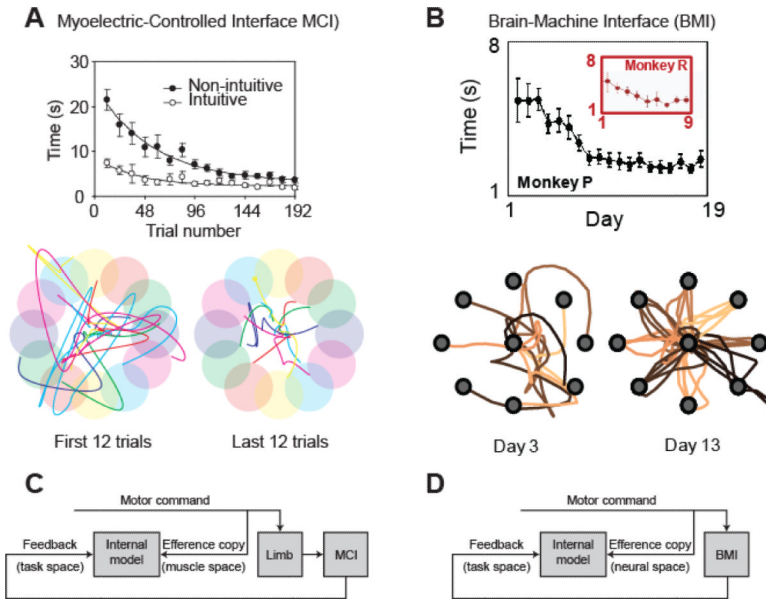 A Myoelectric-Controlled Interface MCI)
30
20
10
0
Time (s)
Non-intuitive
Intuitive
48 96 144 192
Trial number
First 12 trials
Last 12 trials
B Brain-Machine Interface (BMI)
8
1
Time (s)
Monkey P
8
1
Monkey R
1 9
1 19
Day
Day 3
Day 13
C
Motor command
Feedback
(task space)
Internal
model
Efference copy
(muscle space)
Limb
MCI
D
Motor command
Feedback
(task space)
Internal
model
Efference copy
(neural space)
BMI